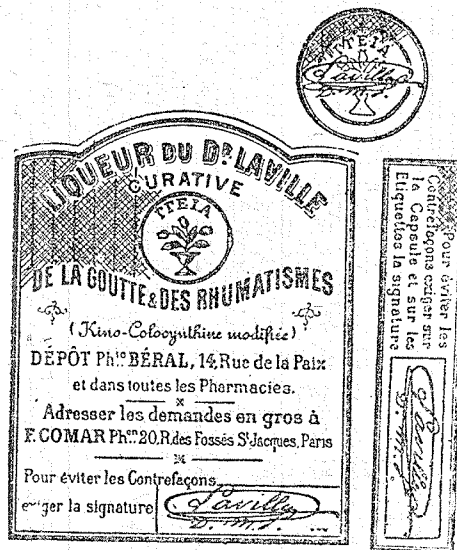 ΥΓΕΙΑ
Laville
D. M. P.
LIQUEUR DU Dr LAVILLE
CURATIVE
ΥΓΕΙΑ
DE LA GOUTTE & DES RHUMATISMES
(Kino-Colocynthine modifiée)
DÉPÔT Phie BÉRAL, 14, Rue de la Paix
et dans toutes les Pharmacies.
Adresser les demandes en gros à
F. COMAR Phen 20, R. des Fossés St Jacques, Paris
Pour éviter les Contrefaçons
exiger la signature
Laville
D. M. P.
Pour éviter les
Contrefaçons exiger sur
la Capsule et sur les
Etiquettes la signature
Laville
D. M. P.